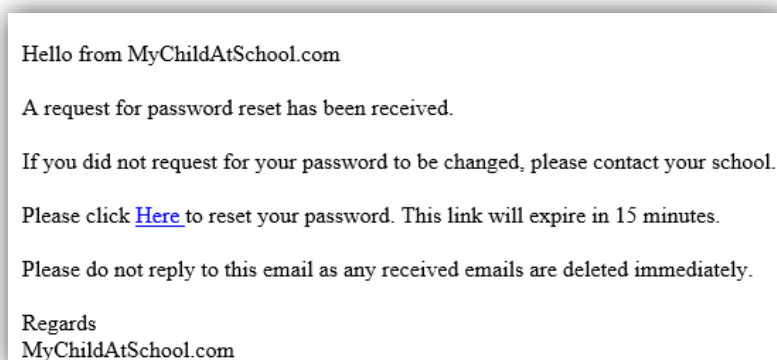 Hello from MyChildAtSchool.com
A request for password reset has been received.
If you did not request for your password to be changed, please contact your school.
Please click Here to reset your password. This link will expire in 15 minutes.
Please do not reply to this email as any received emails are deleted immediately.
Regards
MyChildAtSchool.com